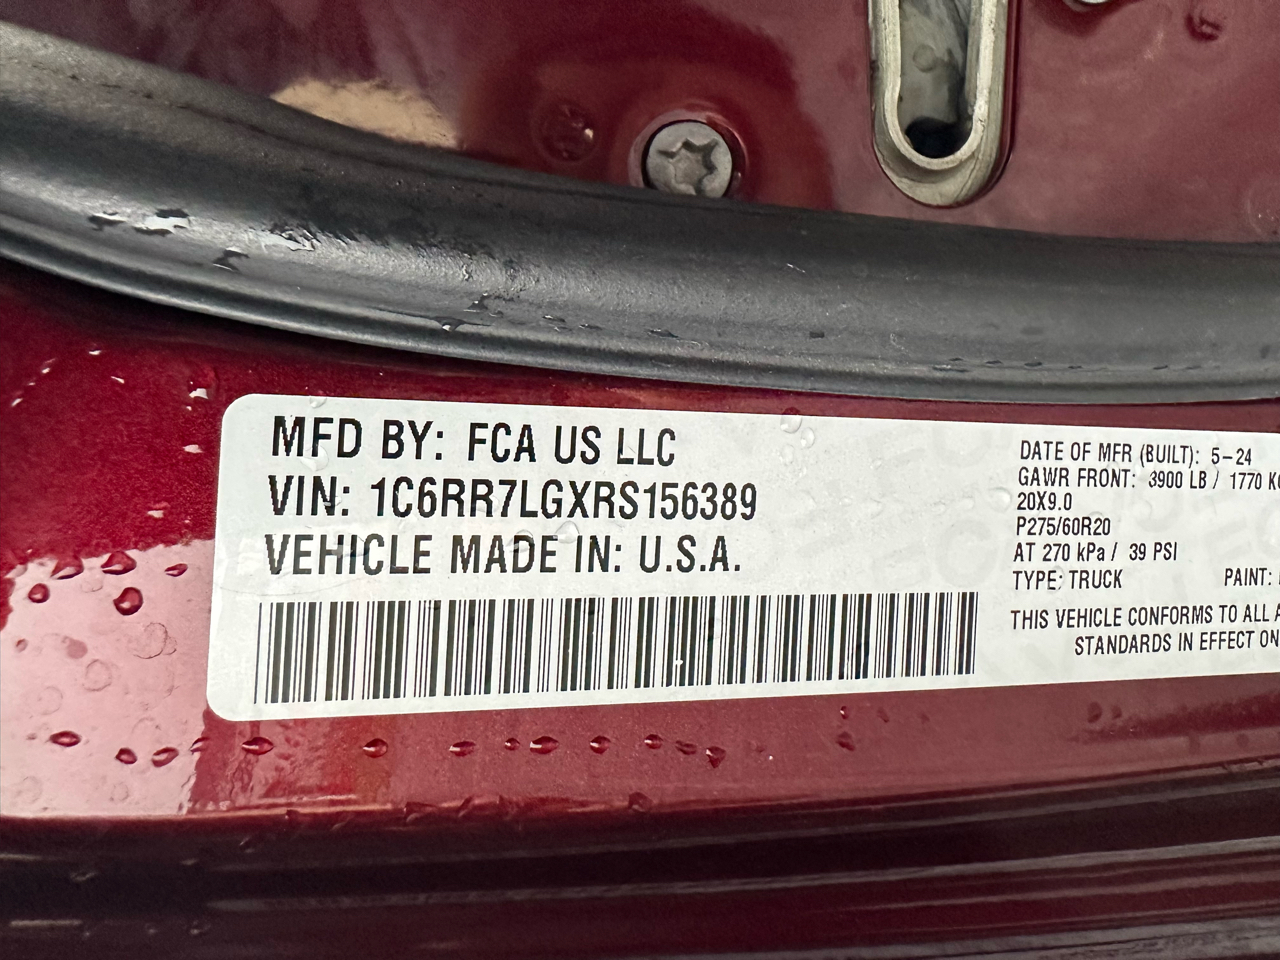 MFD BY: FCA US LLC
VIN: 1C6RR7LGXRS156389
VEHICLE MADE IN: U.S.A.
DATE OF MFR (BUILT): 5-24
GAWR FRONT: 3900 LB / 1770 KG
20X9.0
P275/60R20
AT 270 kPa / 39 PSI
TYPE: TRUCK PAINT:
THIS VEHICLE CONFORMS TO ALL
STANDARDS IN EFFECT ON